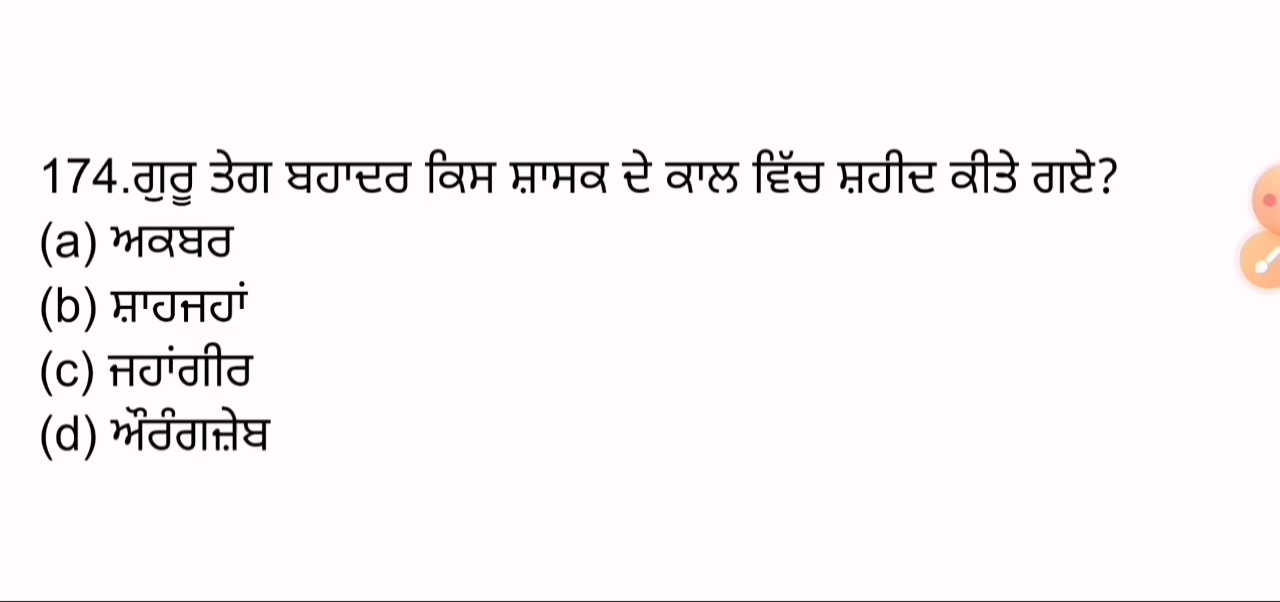 174.ਗੁਰੂ ਤੇਗ ਬਹਾਦਰ ਕਿਸ ਸ਼ਾਸਕ ਦੇ ਕਾਲ ਵਿੱਚ ਸ਼ਹੀਦ ਕੀਤੇ ਗਏ?
(a) ਅਕਬਰ
(b) ਸ਼ਾਹਜਹਾਂ
(c) ਜਹਾਂਗੀਰ
(d) ਔਰੰਗਜ਼ੇਬ